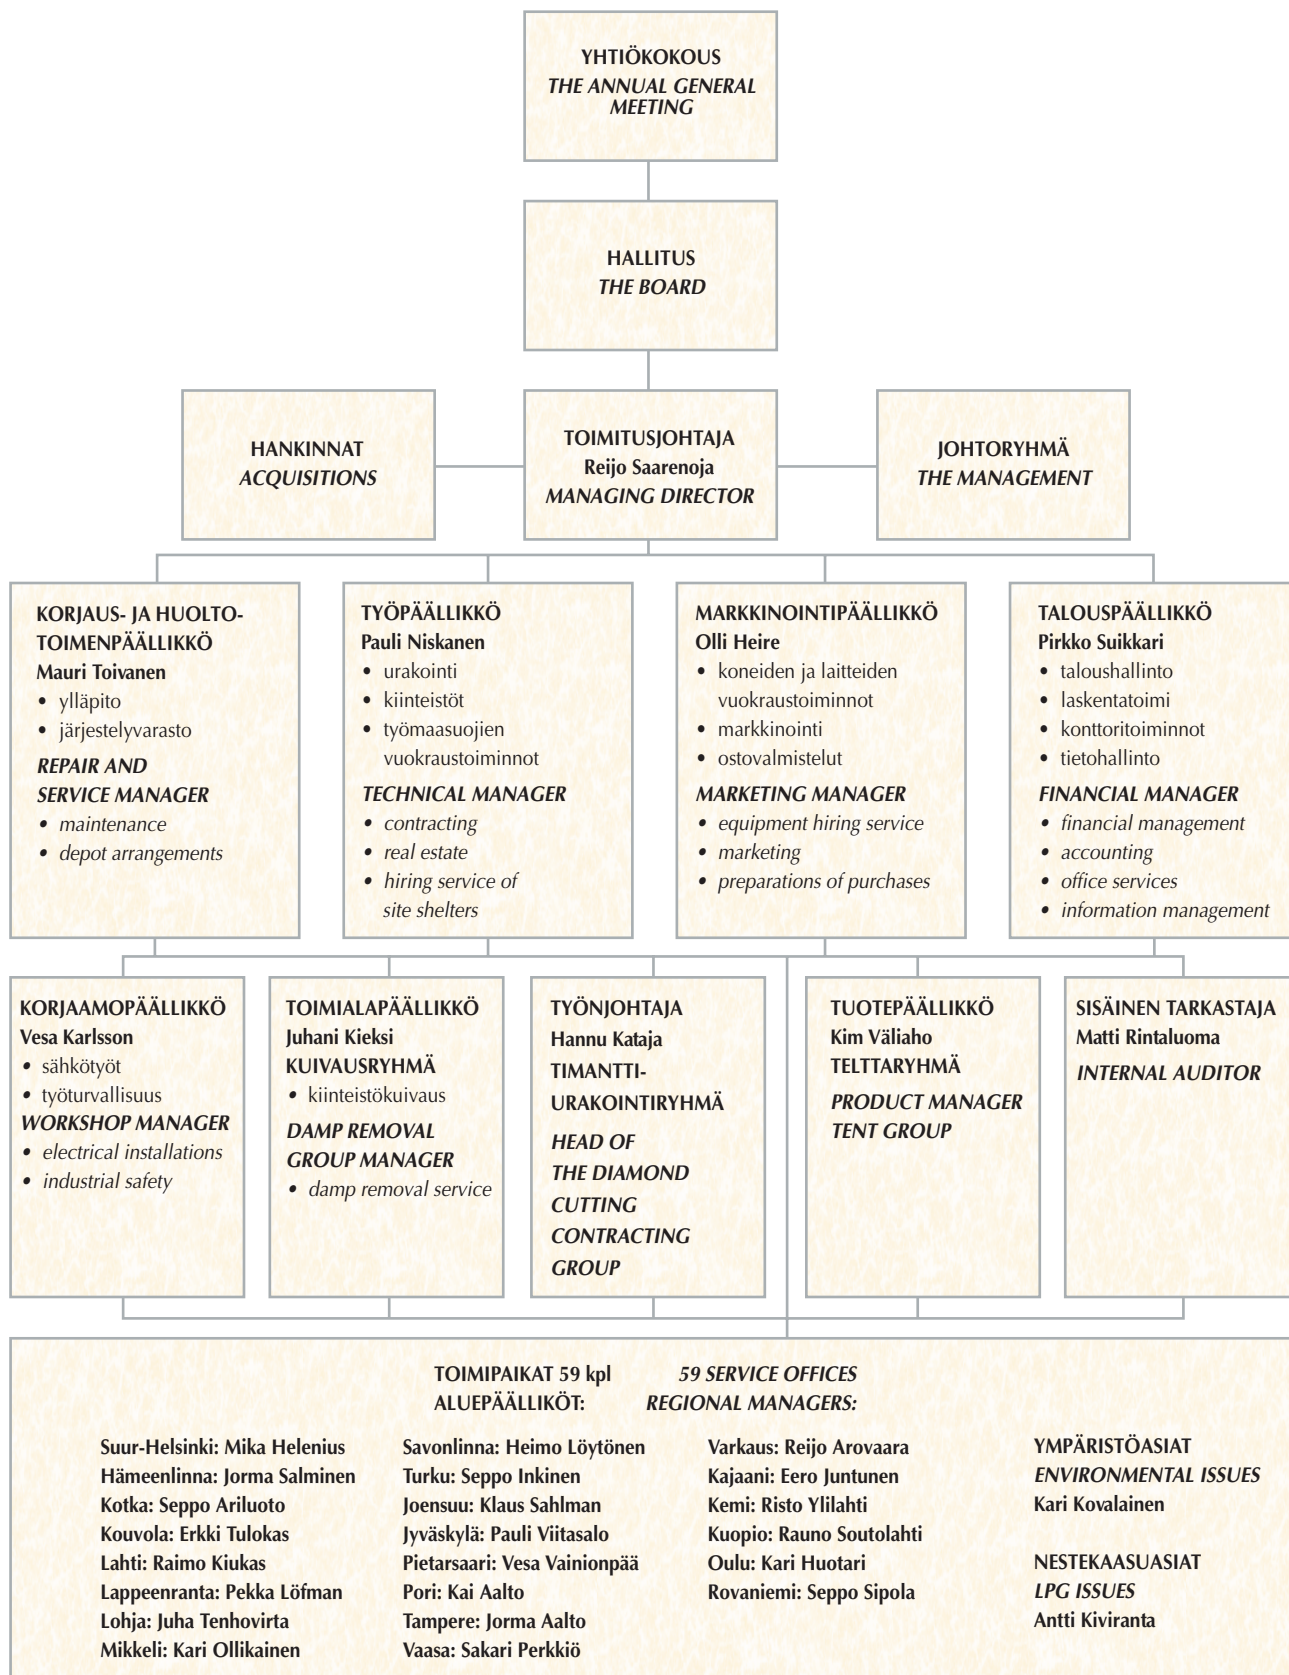 YHTIÖKOKOUS
THE ANNUAL GENERAL
MEETING
HALLITUS
THE BOARD
HANKINNAT
ACQUISITIONS
TOIMITUSJOHTAJA
Reijo Saarenoja
MANAGING DIRECTOR
JOHTORYHMÄ
THE MANAGEMENT
KORJAUS- JA HUOLTO-
TOIMENPÄÄLLIKKÖ
Mauri Toivanen
• ylläpito
• järjestelyvarasto
REPAIR AND
SERVICE MANAGER
• maintenance
• depot arrangements
TYÖPÄÄLLIKKÖ
Pauli Niskanen
• urakointi
• kiinteistöt
• työmaasuojien
vuokraustoiminnot
TECHNICAL MANAGER
• contracting
• real estate
• hiring service of
site shelters
MARKKINOINTIPÄÄLLIKKÖ
Olli Heire
• koneiden ja laitteiden
vuokraustoiminnot
• markkinointi
• ostovalmistelut
MARKETING MANAGER
• equipment hiring service
• marketing
• preparations of purchases
TALOUSPÄÄLLIKKÖ
Pirkko Suikkari
• taloushallinto
• laskentatoimi
• konttoritoiminnot
• tietohallinto
FINANCIAL MANAGER
• financial management
• accounting
• office services
• information management
KORJAAMOPÄÄLLIKKÖ
Vesa Karlsson
• sähkötyöt
• työturvallisuus
WORKSHOP MANAGER
• electrical installations
• industrial safety
TOIMIALAPÄÄLLIKKÖ
Juhani Kieksi
KUIVAUSRYHMÄ
• kiinteistökuivaus
DAMP REMOVAL
GROUP MANAGER
• damp removal service
TYÖNJOHTAJA
Hannu Kataja
TIMANTTI-
URAKOINTIRYHMÄ
HEAD OF
THE DIAMOND
CUTTING
CONTRACTING
GROUP
TUOTEPÄÄLLIKKÖ
Kim Väliaho
TELTTARYHMÄ
PRODUCT MANAGER
TENT GROUP
SISÄINEN TARKASTAJA
Matti Rintaluoma
INTERNAL AUDITOR
TOIMIPAIKAT 59 kpl 59 SERVICE OFFICES
ALUEPÄÄLLIKÖT: REGIONAL MANAGERS:
Suur-Helsinki: Mika Helenius
Hämeenlinna: Jorma Salminen
Kotka: Seppo Ariluoto
Kouvola: Erkki Tulokas
Lahti: Raimo Kiukas
Lappeenranta: Pekka Löfman
Lohja: Juha Tenhovirta
Mikkeli: Kari Ollikainen
Savonlinna: Heimo Löytönen
Turku: Seppo Inkinen
Joensuu: Klaus Sahlman
Jyväskylä: Pauli Viitasalo
Pietarsaari: Vesa Vainionpää
Pori: Kai Aalto
Tampere: Jorma Aalto
Vaasa: Sakari Perkkiö
Varkaus: Reijo Arovaara
Kajaani: Eero Juntunen
Kemi: Risto Ylilahti
Kuopio: Rauno Soutolahti
Oulu: Kari Huotari
Rovaniemi: Seppo Sipola
YMPÄRISTÖASIAT
ENVIRONMENTAL ISSUES
Kari Kovalainen
NESTEKAASUASIAT
LPG ISSUES
Antti Kiviranta